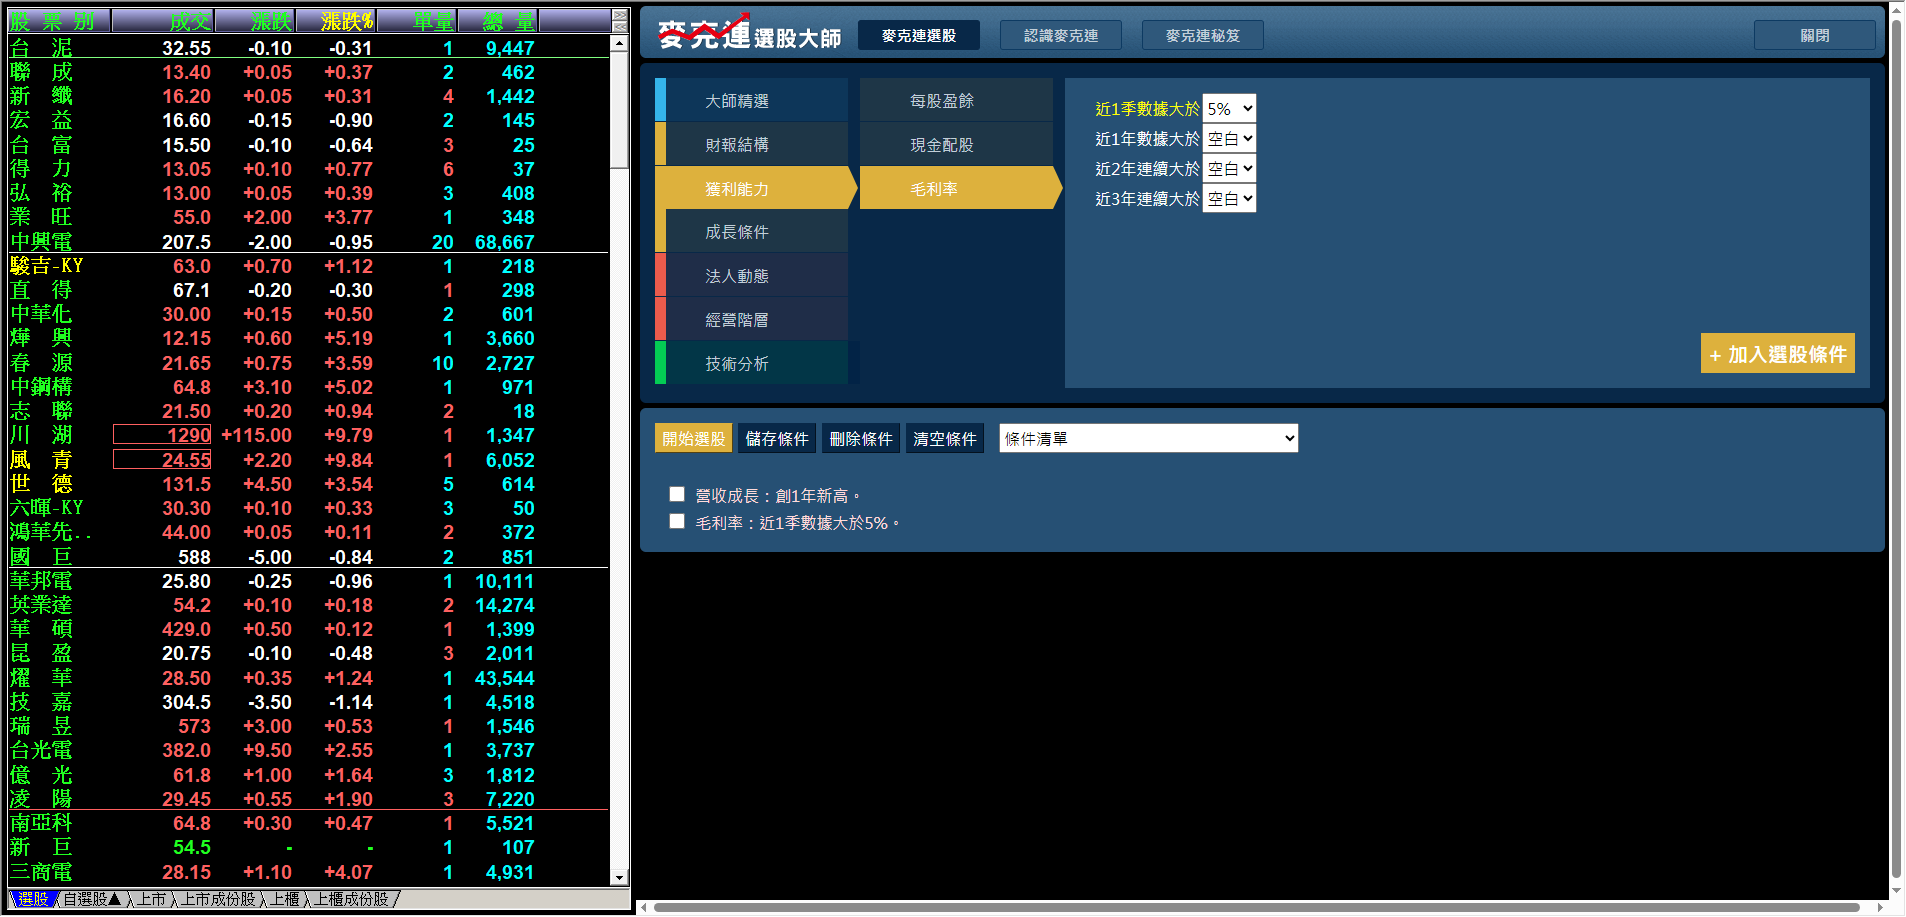 股票別 成交 漲跌 漲跌% 單量 總量
台泥 32.55 -0.10 -0.31 1 9,447
聯成 13.40 +0.05 +0.37 2 462
新纖 16.20 +0.05 +0.31 4 1,442
宏益 16.60 -0.15 -0.90 2 145
台富 15.50 -0.10 -0.64 3 25
得力 13.05 +0.10 +0.77 6 37
弘裕 13.00 +0.05 +0.39 3 408
業旺 55.0 +2.00 +3.77 1 348
中興電 207.5 -2.00 -0.95 20 68,667
駿吉-KY 63.0 +0.70 +1.12 1 218
直得 67.1 -0.20 -0.30 1 298
中華化 30.00 +0.15 +0.50 2 601
燁興 12.15 +0.60 +5.19 1 3,660
春源 21.65 +0.75 +3.59 10 2,727
中鋼構 64.8 +3.10 +5.02 1 971
志聯 21.50 +0.20 +0.94 2 18
川湖 1290 +115.00 +9.79 1 1,347
風青 24.55 +2.20 +9.84 1 6,052
世德 131.5 +4.50 +3.54 5 614
六暉-KY 30.30 +0.10 +0.33 3 50
鴻華先.. 44.00 +0.05 +0.11 2 372
國巨 588 -5.00 -0.84 2 851
華邦電 25.80 -0.25 -0.96 1 10,111
英業達 54.2 +0.10 +0.18 2 14,274
華碩 429.0 +0.50 +0.12 1 1,399
昆盈 20.75 -0.10 -0.48 3 2,011
燿華 28.50 +0.35 +1.24 1 43,544
技嘉 304.5 -3.50 -1.14 1 4,518
瑞昱 573 +3.00 +0.53 1 1,546
台光電 382.0 +9.50 +2.55 1 3,737
億光 61.8 +1.00 +1.64 3 1,812
凌陽 29.45 +0.55 +1.90 3 7,220
南亞科 64.8 +0.30 +0.47 1 5,521
新巨 54.5 - - 1 107
三商電 28.15 +1.10 +4.07 1 4,931
選股 自選股▲ 上市 上市成份股 上櫃 上櫃成份股
麥克連選股大師 麥克連選股 認識麥克連 麥克連秘笈 關閉
大師精選
財報結構
獲利能力
成長條件
法人動態
經營階層
技術分析
每股盈餘
現金配股
毛利率
近1季數據大於 5%
近1年數據大於 空白
近2年連續大於 空白
近3年連續大於 空白
+ 加入選股條件
開始選股 儲存條件 刪除條件 清空條件 條件清單
營收成長：創1年新高。
毛利率：近1季數據大於5%。